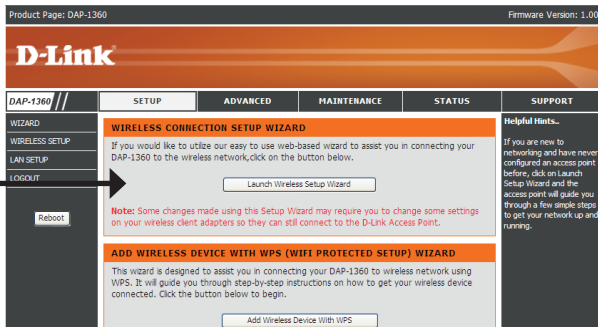 Product Page: DAP-1360
Firmware Version: 1.00
D-Link
DAP-1360
SETUP
ADVANCED
MAINTENANCE
STATUS
SUPPORT
WIZARD
WIRELESS SETUP
LAN SETUP
LOGOUT
Reboot
WIRELESS CONNECTION SETUP WIZARD
If you would like to utilize our easy to use web-based wizard to assist you in connecting your
DAP-1360 to the wireless network,click on the button below.
Launch Wireless Setup Wizard
Note: Some changes made using this Setup Wizard may require you to change some settings
on your wireless client adapters so they can still connect to the D-Link Access Point.
ADD WIRELESS DEVICE WITH WPS (WIFI PROTECTED SETUP) WIZARD
This wizard is designed to assist you in connecting your DAP-1360 to wireless network using
WPS. It will guide you through step-by-step instructions on how to get your wireless device
connected. Click the button below to begin.
Add Wireless Device With WPS
Helpful Hints..
If you are new to
networking and have never
configured an access point
before, click on Launch
Setup Wizard and the
access point will guide you
through a few simple steps
to get your network up and
running.